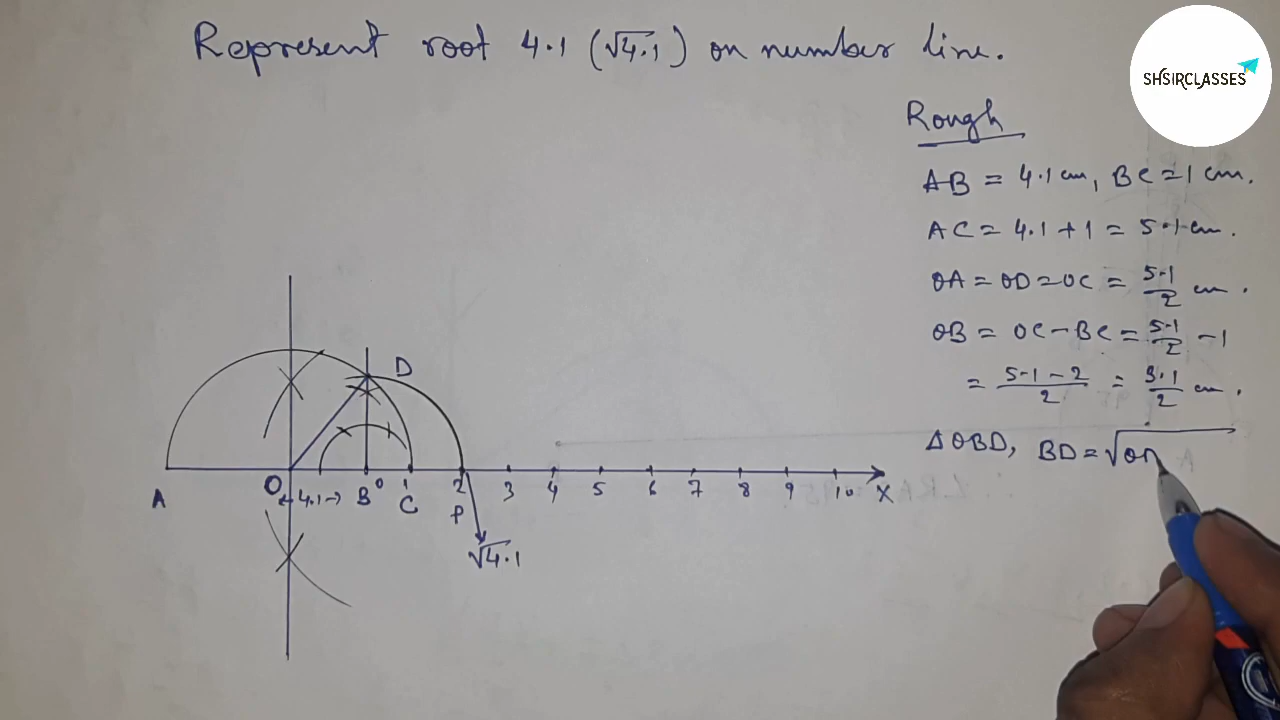 Represent root 4.1 (√4.1) on number line.
SHSIRCLASSES
Rough
AB = 4.1 cm, BC = 1 cm.
AC = 4.1 + 1 = 5.1 cm.
OA = OD = OC = 5.1/2 cm.
OB = OC - BC = 5.1/2 - 1
= 5.1 - 2/2 = 3.1/2 cm.
Δ OBD, BD = √OD
D
A O ← 4.1 → B 0 1 C 2 3 4 5 6 7 8 9 10 X
P
√4.1